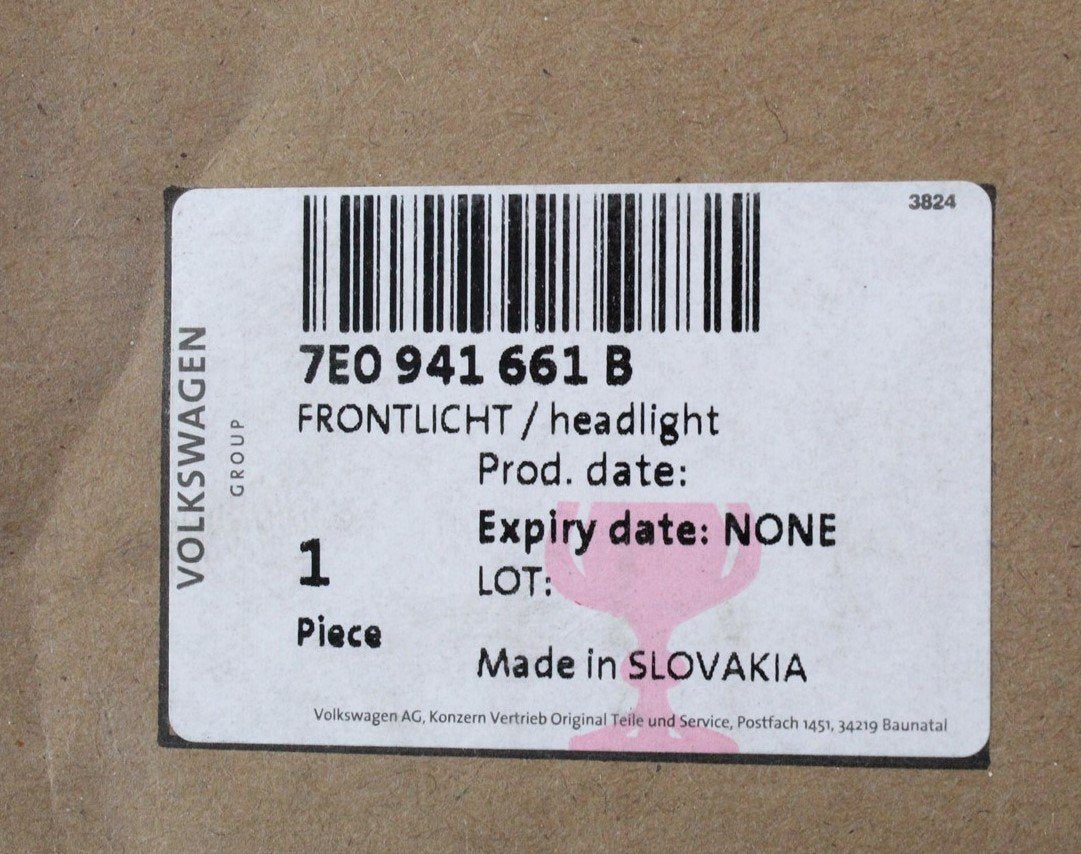 3824
7E0 941 661 B
FRONTLICHT / headlight
Prod. date:
Expiry date: NONE
LOT:
1
Piece
Made in SLOVAKIA
Volkswagen AG, Konzern Vertrieb Original Teile und Service, Postfach 1451, 34219 Baunatal
VOLKSWAGEN
GROUP